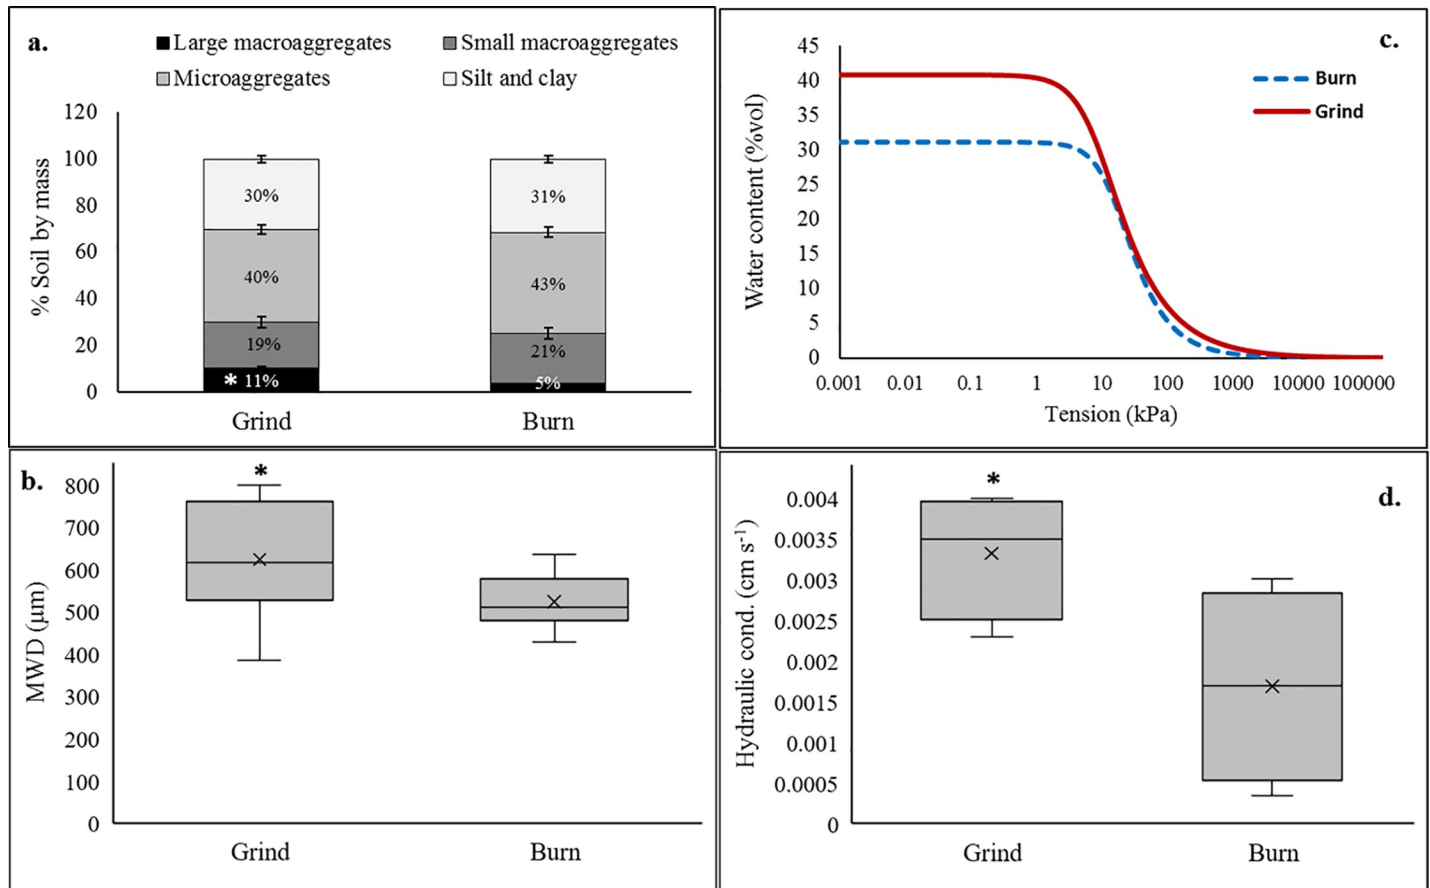 a.
Large macroaggregates Small macroaggregates
Microaggregates Silt and clay
% Soil by mass
120
100
80
60
40
20
0
30%
40%
19%
* 11%
31%
43%
21%
5%
Grind Burn
c.
Burn
Grind
Water content (%vol)
45
40
35
30
25
20
15
10
5
0
0.001 0.01 0.1 1 10 100 1000 10000 100000
Tension (kPa)
b.
MWD (µm)
800
700
600
500
400
300
200
100
0
*
Grind Burn
d.
Hydraulic cond. (cm s-1)
0.004
0.0035
0.003
0.0025
0.002
0.0015
0.001
0.0005
0
*
Grind Burn